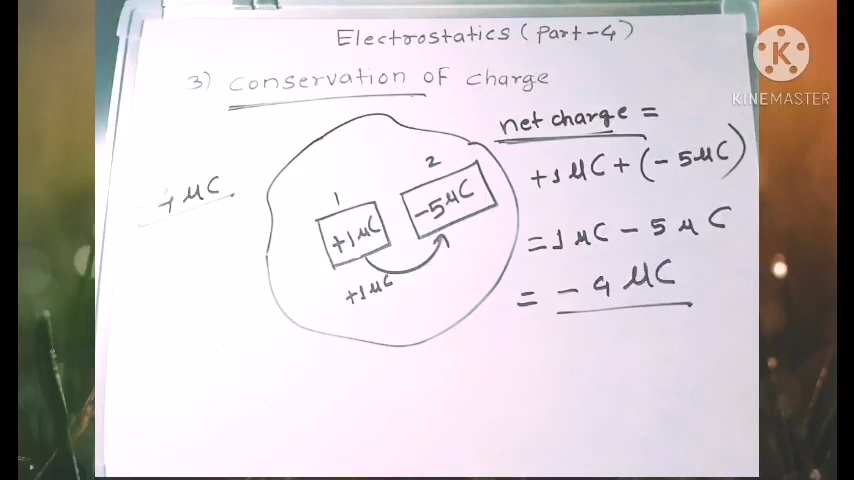 Electrostatics (Part-4)
3) Conservation of charge
net charge =
+1 μC + (-5 μC)
= 1 μC - 5 μC
= - 4 μC
μC
1
2
+1 μC
-5 μC
+1 μC
K
KINEMASTER